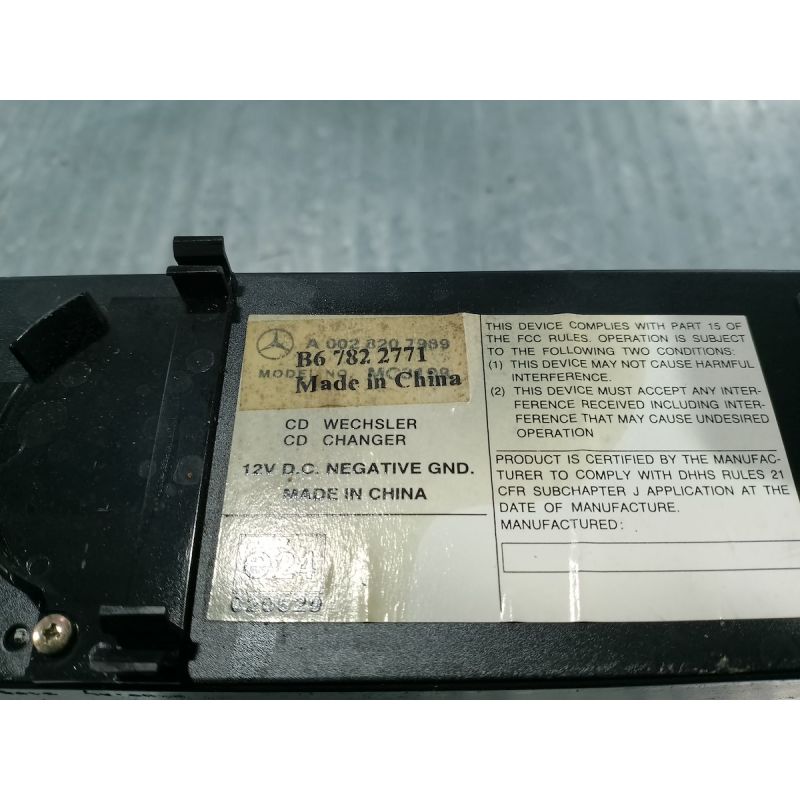 A 002 820 7989
B6 782 2771
MODEL NO.
Made in China
CD WECHSLER
CD CHANGER
12V D.C. NEGATIVE GND.
MADE IN CHINA
24
020629
THIS DEVICE COMPLIES WITH PART 15 OF
THE FCC RULES. OPERATION IS SUBJECT
TO THE FOLLOWING TWO CONDITIONS:
(1) THIS DEVICE MAY NOT CAUSE HARMFUL
INTERFERENCE.
(2) THIS DEVICE MUST ACCEPT ANY INTER-
FERENCE RECEIVED INCLUDING INTER-
FERENCE THAT MAY CAUSE UNDESIRED
OPERATION
PRODUCT IS CERTIFIED BY THE MANUFAC-
TURER TO COMPLY WITH DHHS RULES 21
CFR SUBCHAPTER J APPLICATION AT THE
DATE OF MANUFACTURE.
MANUFACTURED: